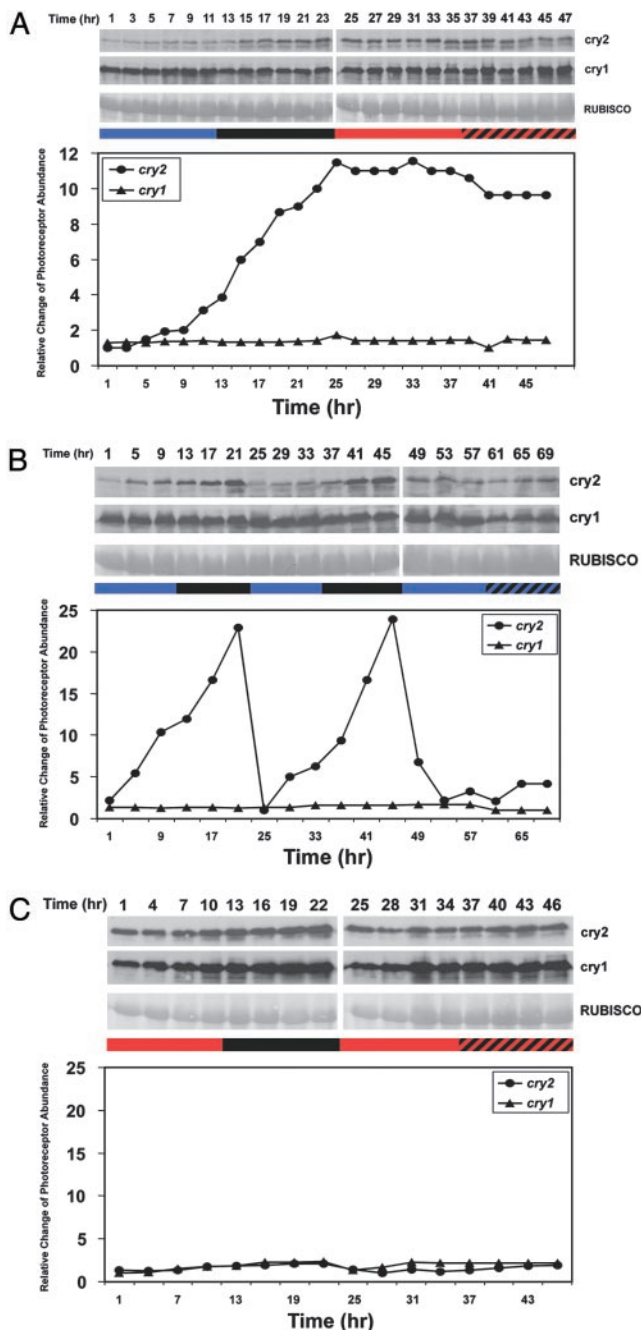 A
Time (hr) 1 3 5 7 9 11 13 15 17 19 21 23 25 27 29 31 33 35 37 39 41 43 45 47
cry2
cry1
RUBISCO
Relative Change of Photoreceptor Abundance
12
10
8
6
4
2
0
cry2
cry1
1 5 9 13 17 21 25 29 33 37 41 45
Time (hr)
B
Time (hr) 1 5 9 13 17 21 25 29 33 37 41 45 49 53 57 61 65 69
cry2
cry1
RUBISCO
Relative Change of Photoreceptor Abundance
25
20
15
10
5
0
cry2
cry1
1 9 17 25 33 41 49 57 65
Time (hr)
C
Time (hr) 1 4 7 10 13 16 19 22 25 28 31 34 37 40 43 46
cry2
cry1
RUBISCO
Relative Change of Photoreceptor Abundance
25
20
15
10
5
0
cry2
cry1
1 7 13 19 25 31 37 43
Time (hr)